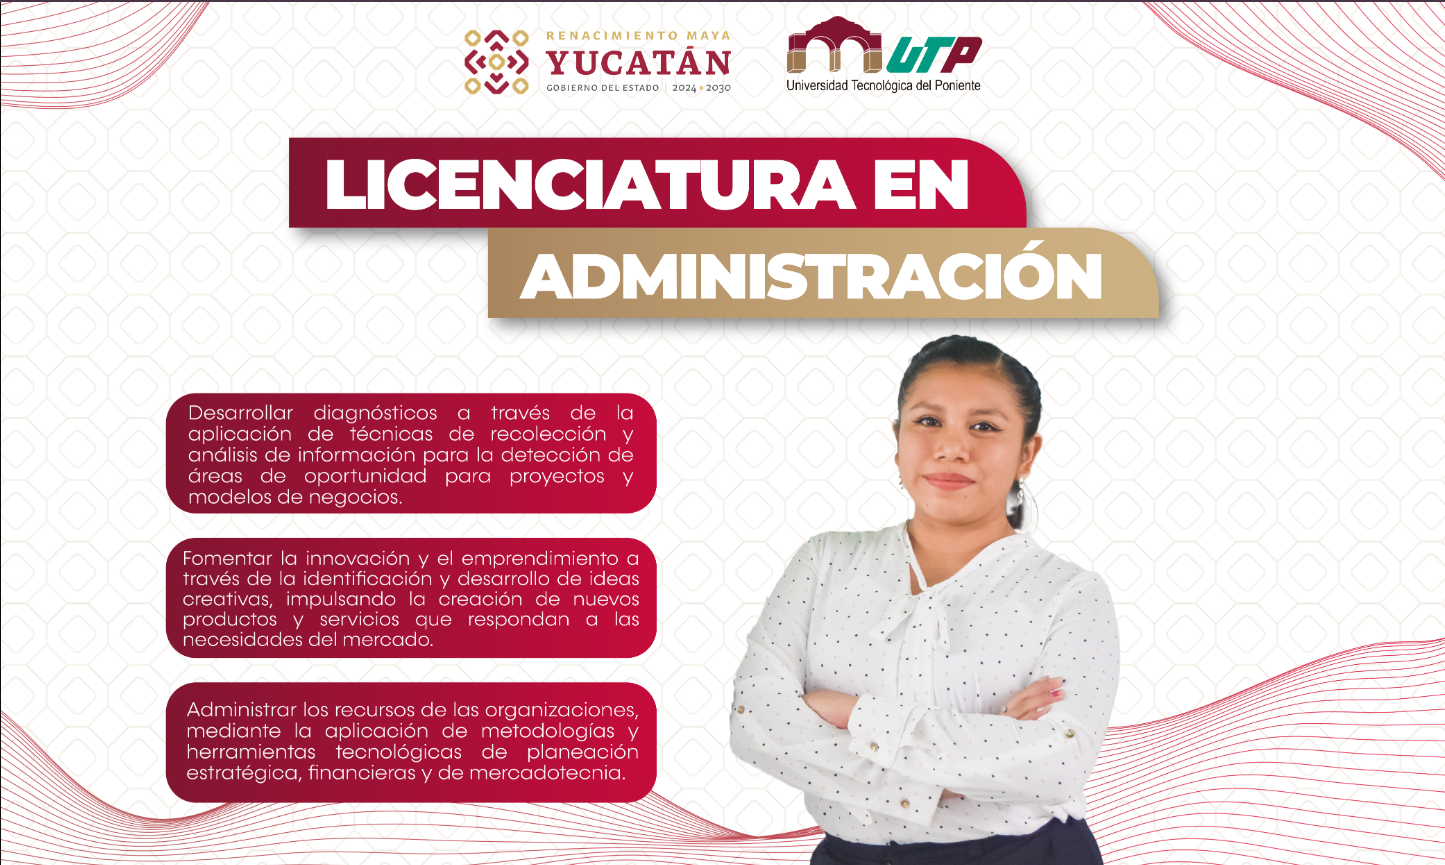 RENACIMIENTO MAYA
YUCATÁN
GOBIERNO DEL ESTADO | 2024 • 2030
UTP
Universidad Tecnológica del Poniente
LICENCIATURA EN
ADMINISTRACIÓN
Desarrollar diagnósticos a través de la
aplicación de técnicas de recolección y
análisis de información para la detección de
áreas de oportunidad para proyectos y
modelos de negocios.
Fomentar la innovación y el emprendimiento a
través de la identificación y desarrollo de ideas
creativas, impulsando la creación de nuevos
productos y servicios que respondan a las
necesidades del mercado.
Administrar los recursos de las organizaciones,
mediante la aplicación de metodologías y
herramientas tecnológicas de planeación
estratégica, financieras y de mercadotecnia.